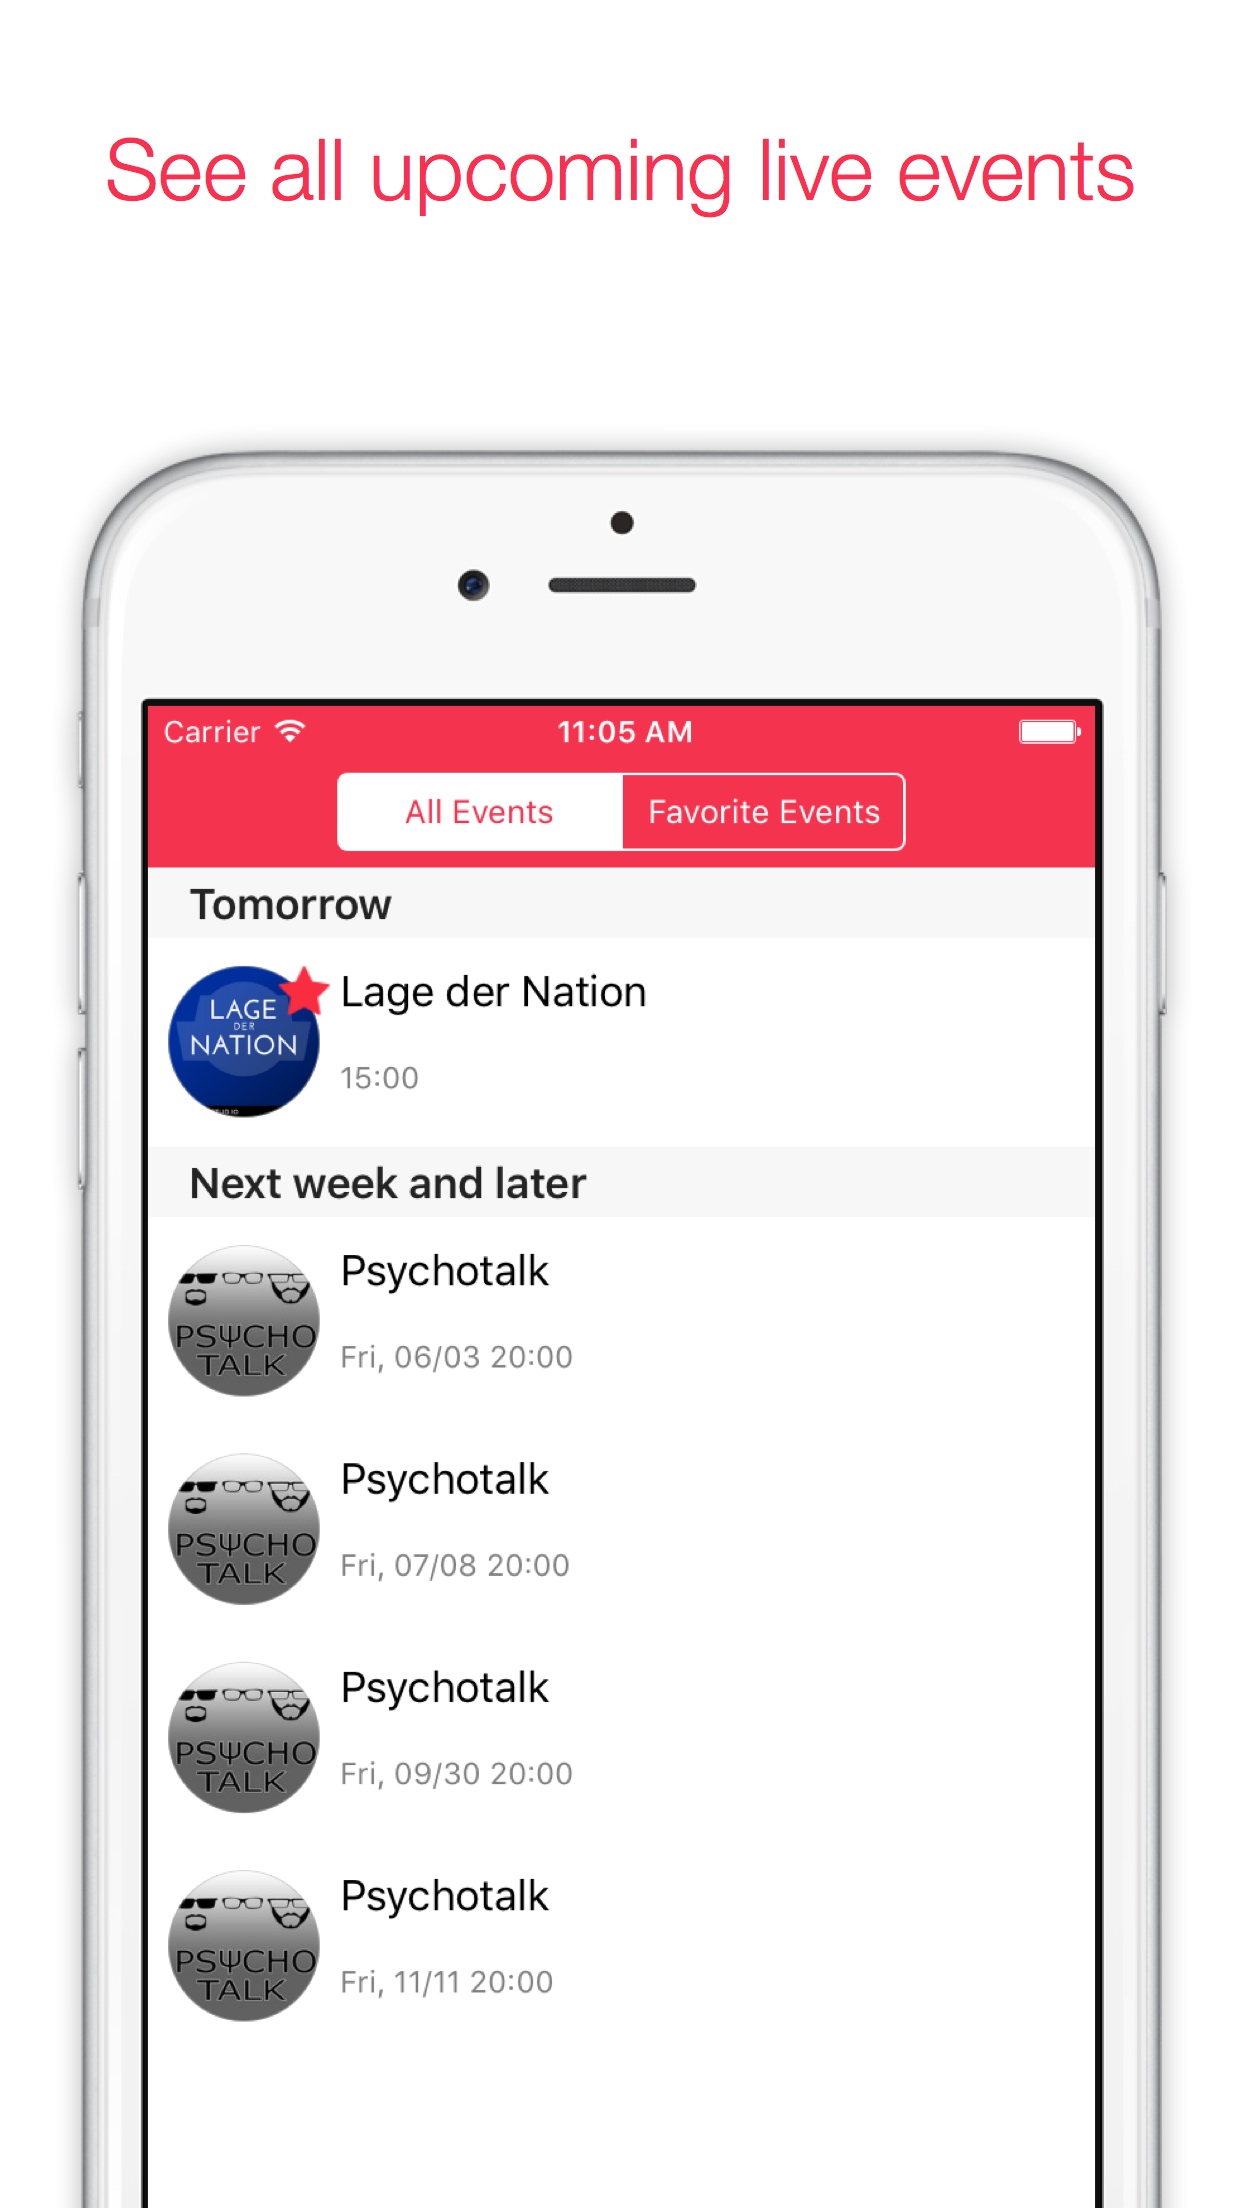 See all upcoming live events
Carrier 11:05 AM
All Events Favorite Events
Tomorrow
LAGE
DER
NATION
Lage der Nation
15:00
Next week and later
PSΨCHO
TALK
Psychotalk
Fri, 06/03 20:00
PSΨCHO
TALK
Psychotalk
Fri, 07/08 20:00
PSΨCHO
TALK
Psychotalk
Fri, 09/30 20:00
PSΨCHO
TALK
Psychotalk
Fri, 11/11 20:00